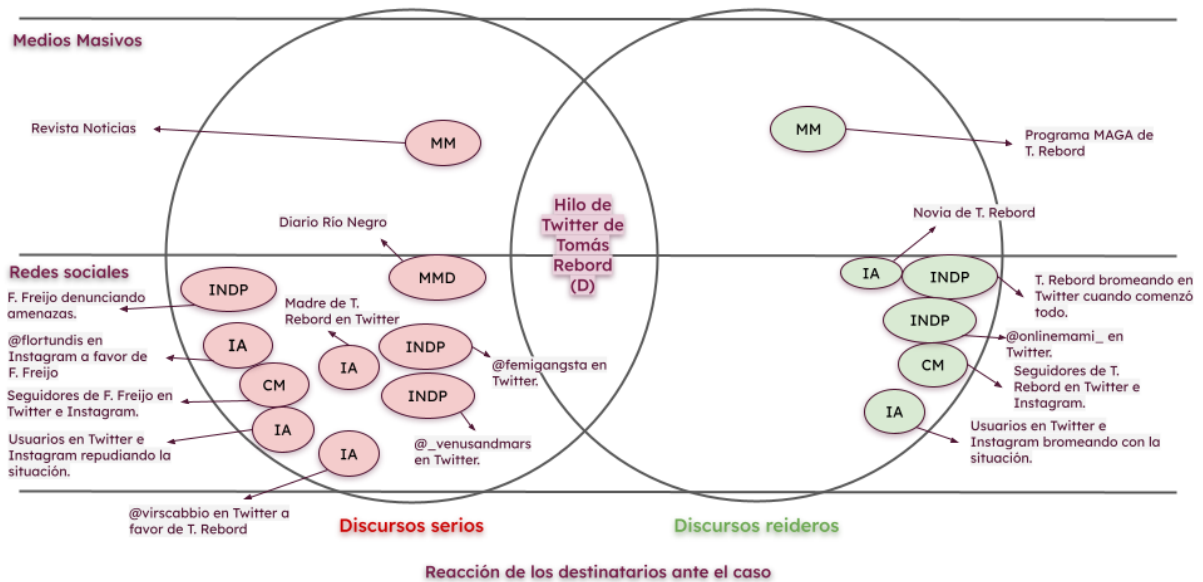 Medios Masivos
Revista Noticias
MM
MM
Programa MAGA de
T. Rebord
Hilo de
Twitter de
Tomás
Rebord
(D)
Novia de T. Rebord
Diario Río Negro
Redes sociales
MMD
IA
INDP
F. Freijo denunciando
amenazas.
INDP
Madre de T.
Rebord en Twitter
T. Rebord bromeando en
Twitter cuando comenzó
todo.
INDP
@flortundis en
Instagram a favor de
F. Freijo
IA
IA
INDP
@femigangsta en
Twitter.
@onlinemami_ en
Twitter.
CM
Seguidores de T.
Rebord en Twitter e
Instagram.
CM
Seguidores de F. Freijo en
Twitter e Instagram.
INDP
IA
Usuarios en Twitter e
Instagram repudiando la
situación.
IA
@_venusandmars
en Twitter.
Usuarios en Twitter e
Instagram bromeando con la
situación.
IA
@virscabbio en Twitter a
favor de T. Rebord
Discursos serios
Discursos reideros
Reacción de los destinatarios ante el caso